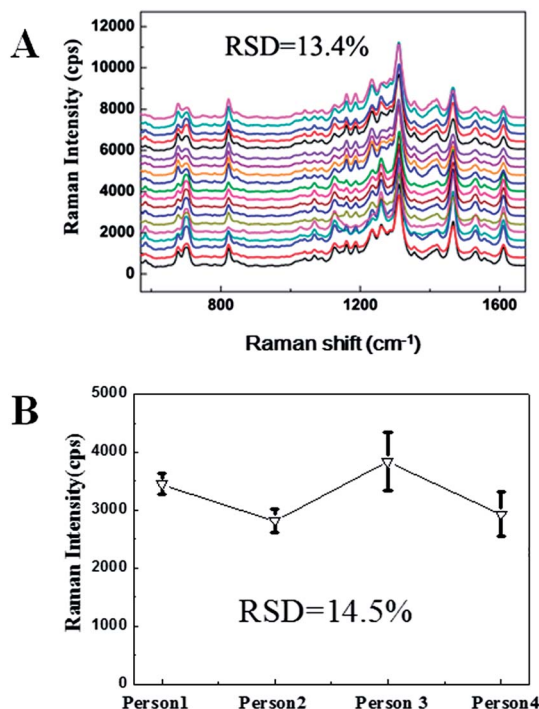 A
RSD=13.4%
Raman Intensity (cps)
12000
10000
8000
6000
4000
2000
0
800
1200
1600
Raman shift (cm-1)
B
Raman Intensity(cps)
5000
4000
3000
2000
1000
0
RSD=14.5%
Person1
Person2
Person 3
Person4